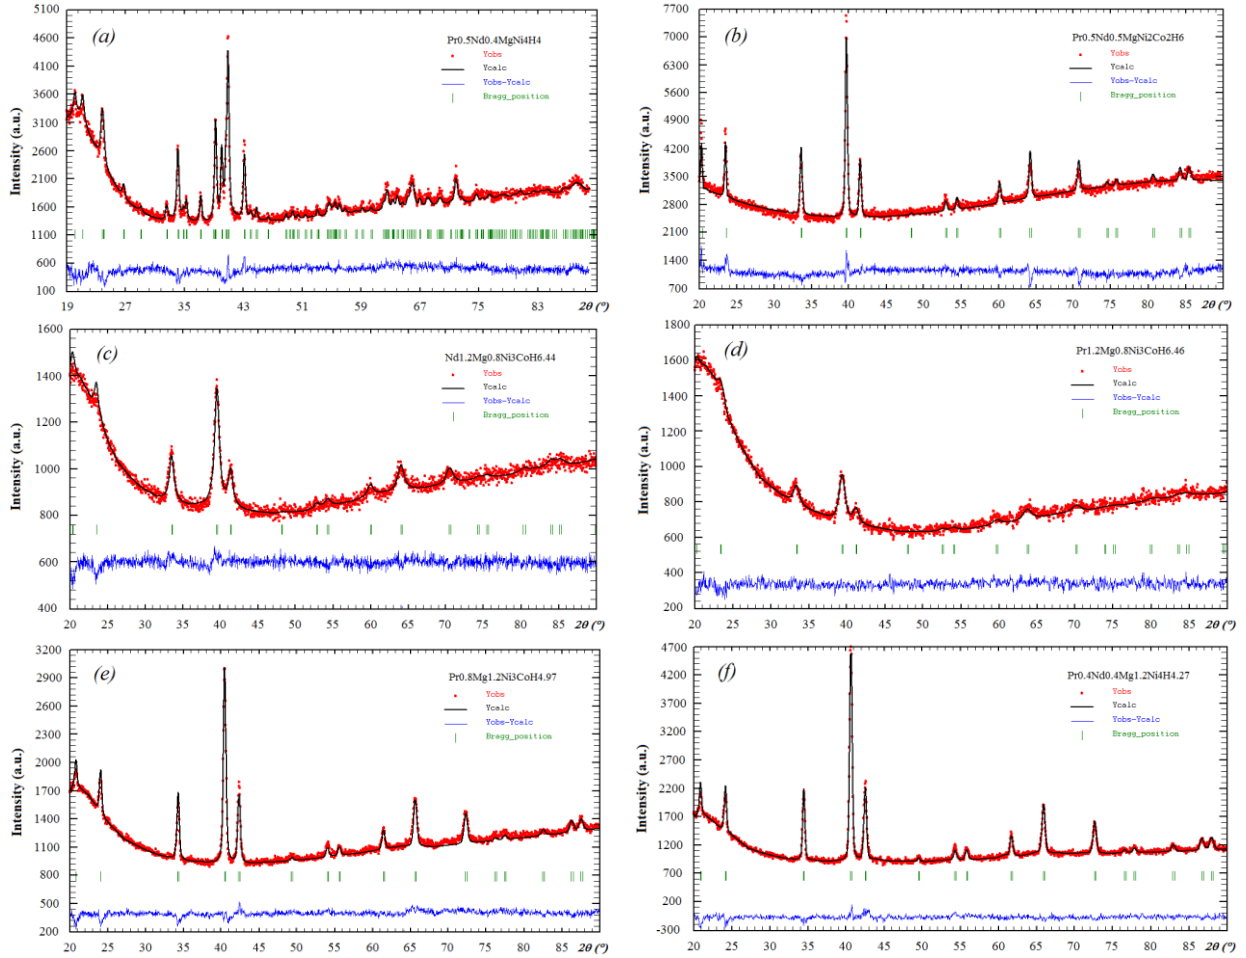 (a)
Pr0.5Nd0.4MgNi4H4
Yobs
Ycalc
Yobs-Ycalc
Bragg_position
Intensity (a.u.)
5100
4600
4100
3600
3100
2600
2100
1600
1100
600
100
19 27 35 43 51 59 67 75 83 2θ (°)
(b)
Pr0.5Nd0.5MgNi2Co2H6
Yobs
Ycalc
Yobs-Ycalc
Bragg_position
Intensity (a.u.)
7700
7000
6300
5600
4900
4200
3500
2800
2100
1400
700
20 25 30 35 40 45 50 55 60 65 70 75 80 85 2θ (°)
(c)
Nd1.2Mg0.8Ni3CoH6.44
Yobs
Ycalc
Yobs-Ycalc
Bragg_position
Intensity (a.u.)
1600
1400
1200
1000
800
600
400
20 25 30 35 40 45 50 55 60 65 70 75 80 85 2θ (°)
(d)
Pr1.2Mg0.8Ni3CoH6.46
Yobs
Ycalc
Yobs-Ycalc
Bragg_position
Intensity (a.u.)
1800
1600
1400
1200
1000
800
600
400
200
20 25 30 35 40 45 50 55 60 65 70 75 80 85 2θ (°)
(e)
Pr0.8Mg1.2Ni3CoH4.97
Yobs
Ycalc
Yobs-Ycalc
Bragg_position
Intensity (a.u.)
3200
2900
2600
2300
2000
1700
1400
1100
800
500
200
20 25 30 35 40 45 50 55 60 65 70 75 80 85 2θ (°)
(f)
Pr0.4Nd0.4Mg1.2Ni4H4.27
Yobs
Ycalc
Yobs-Ycalc
Bragg_position
Intensity (a.u.)
4700
4200
3700
3200
2700
2200
1700
1200
700
200
-300
20 25 30 35 40 45 50 55 60 65 70 75 80 85 2θ (°)